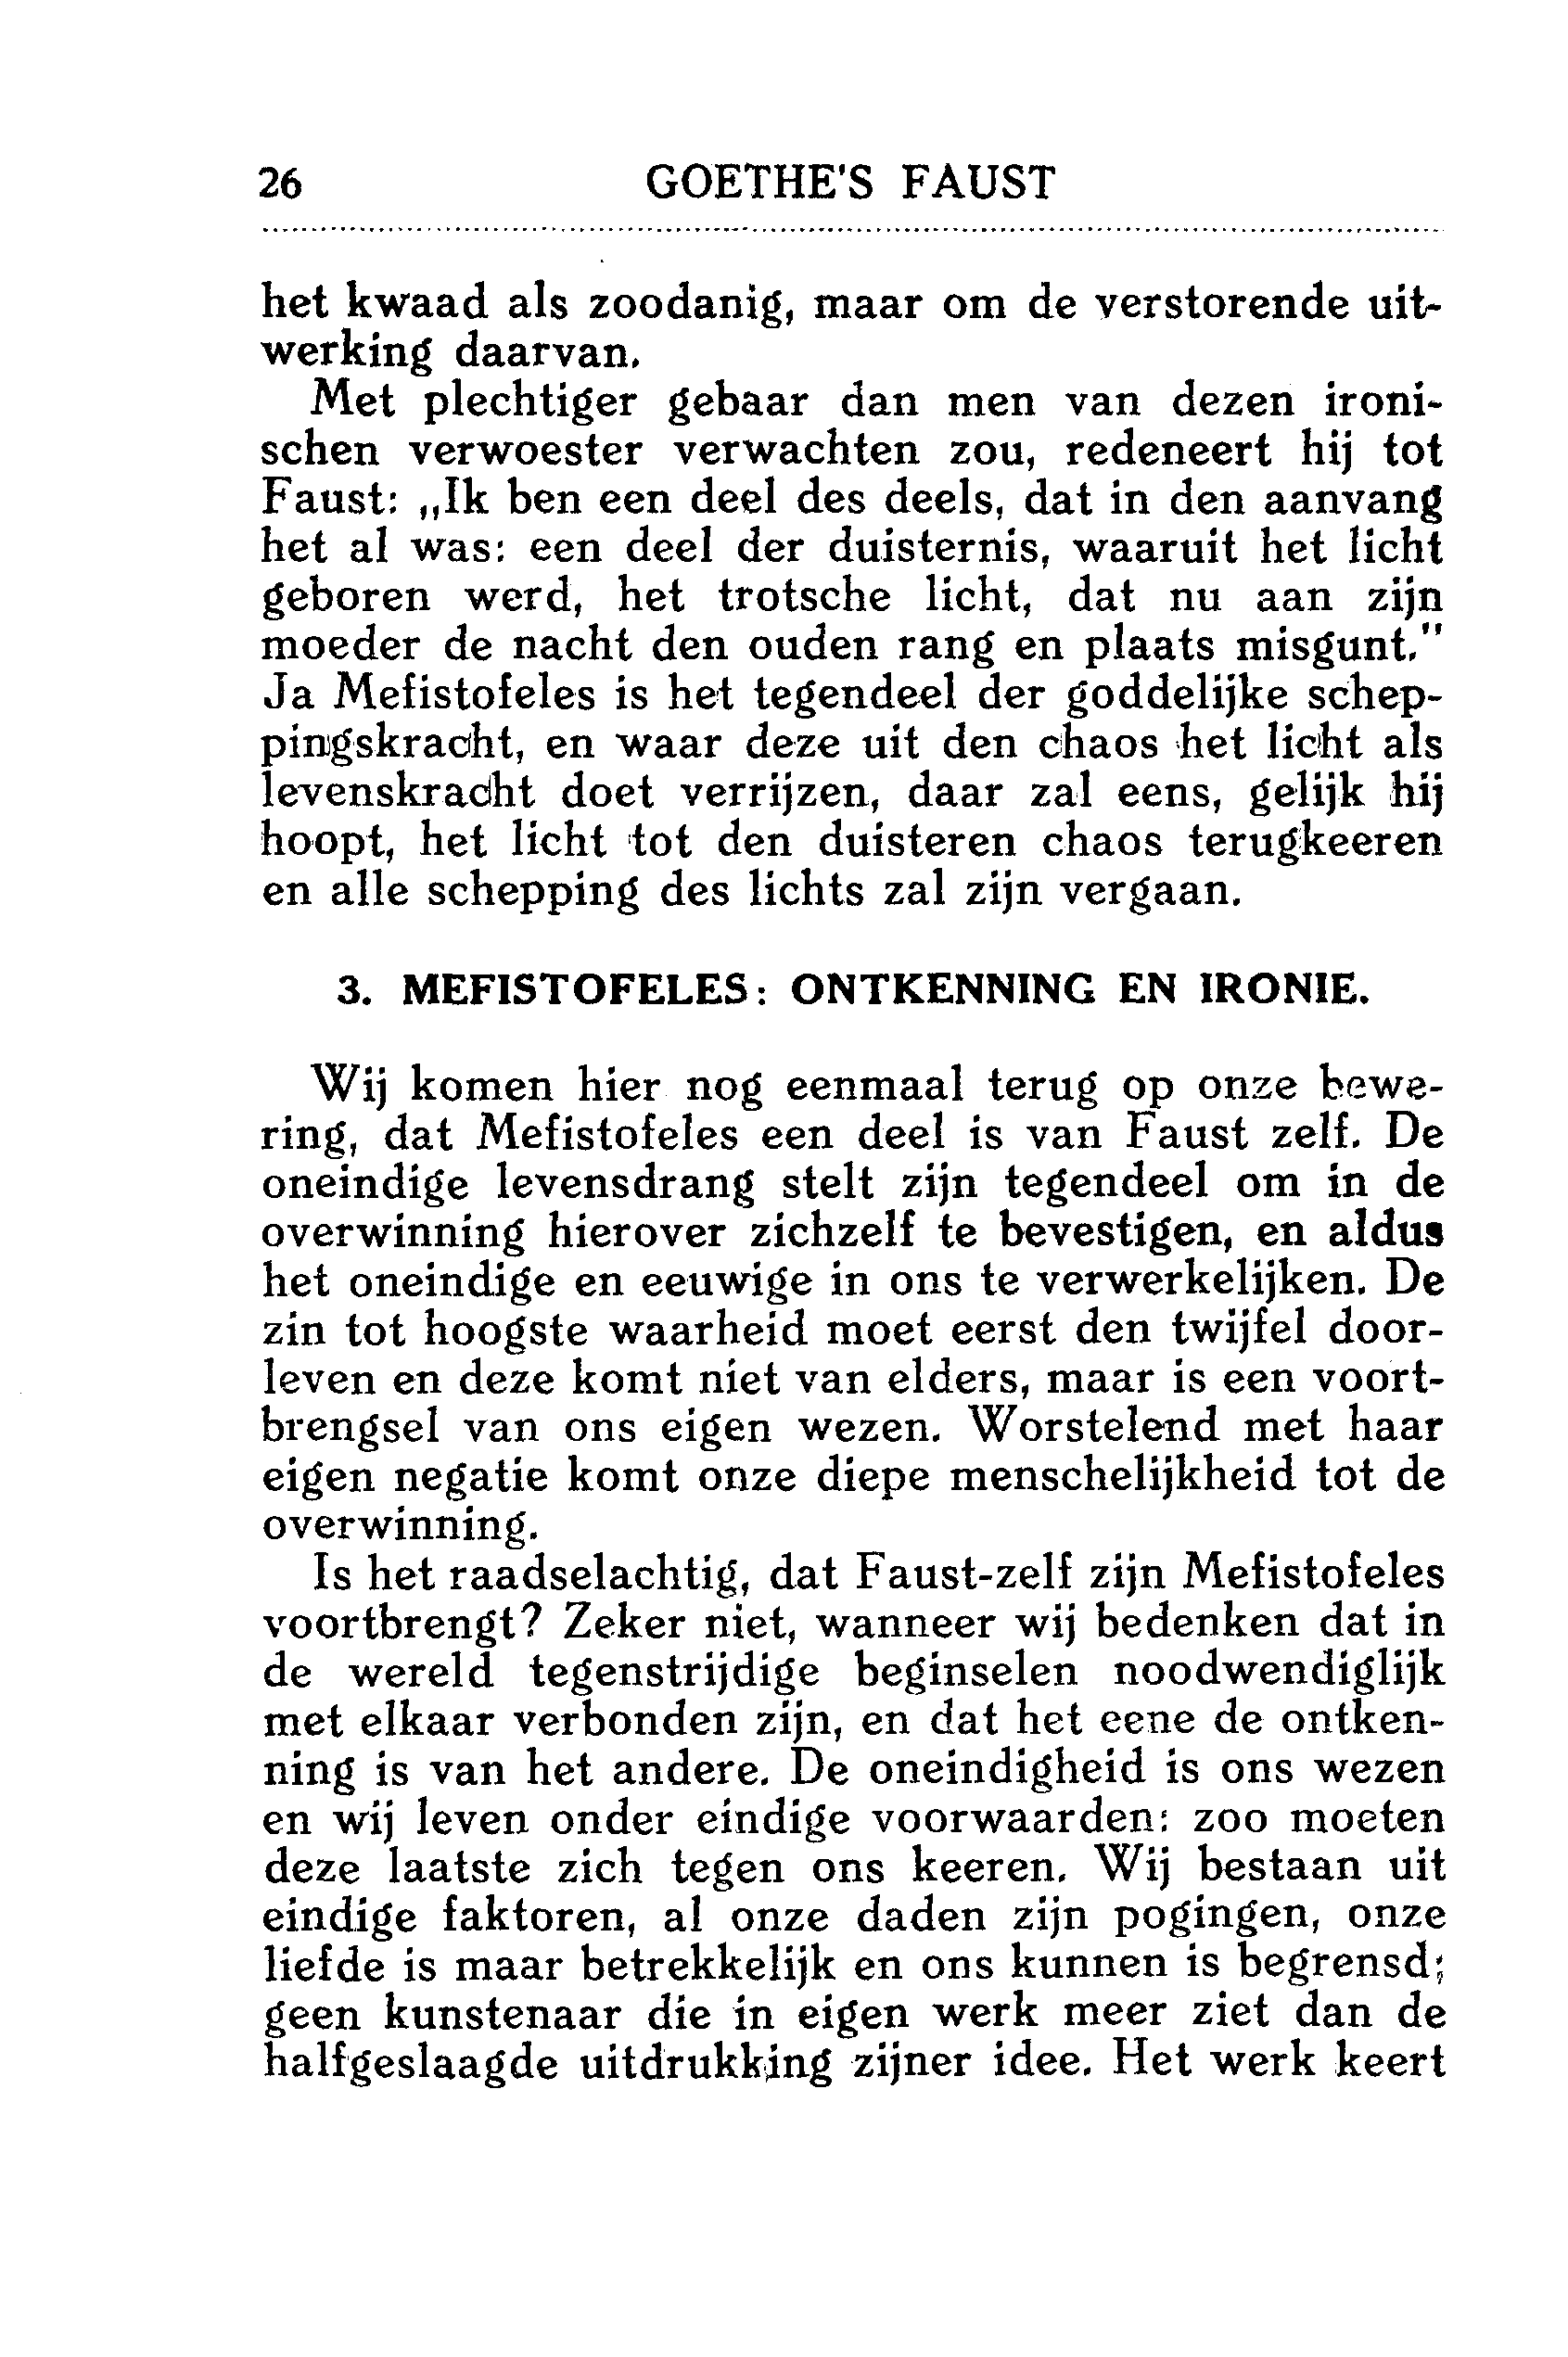 26 GOETHE'S FAUST
het kwaad als zoodanig, maar om de verstorende uit-
werking daarvan.
Met plechtiger gebaar dan men van dezen ironi-
schen verwoester verwachten zou, redeneert hij tot
Faust: „Ik ben een deel des deels, dat in den aanvang
het al was: een deel der duisternis, waaruit het licht
geboren werd, het trotsche licht, dat nu aan zijn
moeder de nacht den ouden rang en plaats misgunt."
Ja Mefistofeles is het tegendeel der goddelijke schep-
pingskracht, en waar deze uit den chaos het licht als
levenskracht doet verrijzen, daar zal eens, gelijk hij
hoopt, het licht tot den duisteren chaos terugkeeren
en alle schepping des lichts zal zijn vergaan.
3. MEFISTOFELES: ONTKENNING EN IRONIE.
Wij komen hier nog eenmaal terug op onze bewe-
ring, dat Mefistofeles een deel is van Faust zelf. De
oneindige levensdrang stelt zijn tegendeel om in de
overwinning hierover zichzelf te bevestigen, en aldus
het oneindige en eeuwige in ons te verwerkelijken. De
zin tot hoogste waarheid moet eerst den twijfel door-
leven en deze komt niet van elders, maar is een voort-
brengsel van ons eigen wezen. Worstelend met haar
eigen negatie komt onze diepe menschelijkheid tot de
overwinning.
Is het raadselachtig, dat Faust-zelf zijn Mefistofeles
voortbrengt? Zeker niet, wanneer wij bedenken dat in
de wereld tegenstrijdige beginselen noodwendiglijk
met elkaar verbonden zijn, en dat het eene de ontken-
ning is van het andere. De oneindigheid is ons wezen
en wij leven onder eindige voorwaarden: zoo moeten
deze laatste zich tegen ons keeren. Wij bestaan uit
eindige faktoren, al onze daden zijn pogingen, onze
liefde is maar betrekkelijk en ons kunnen is begrensd;
geen kunstenaar die in eigen werk meer ziet dan de
halfgeslaagde uitdrukking zijner idee. Het werk keert